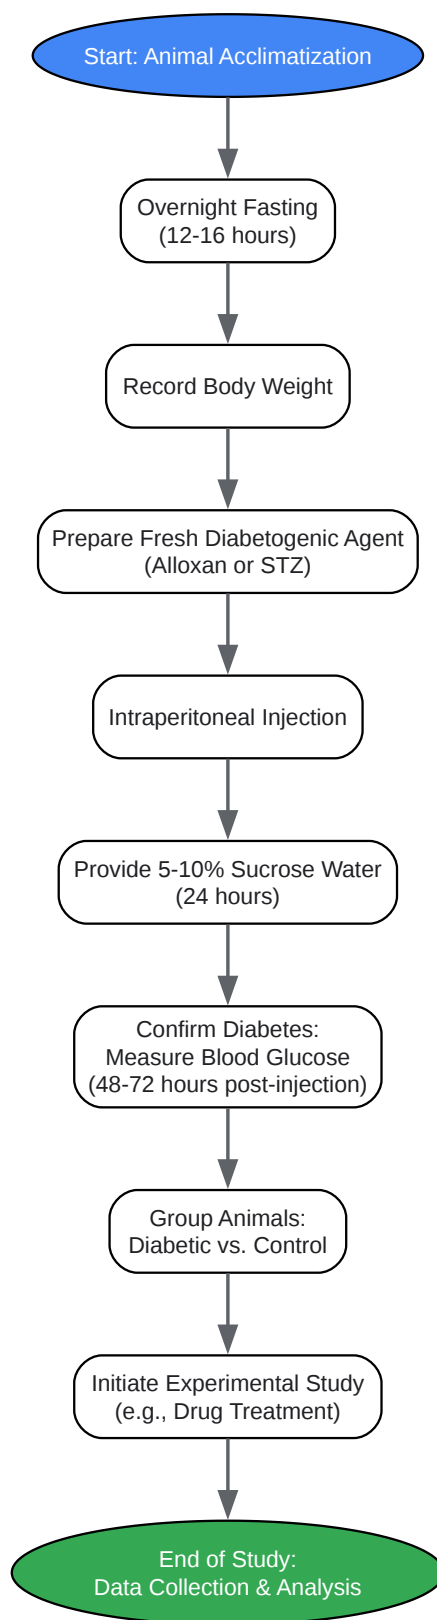 Start: Animal Acclimatization
Overnight Fasting
(12-16 hours)
Record Body Weight
Prepare Fresh Diabetogenic Agent
(Alloxan or STZ)
Intraperitoneal Injection
Provide 5-10% Sucrose Water
(24 hours)
Confirm Diabetes:
Measure Blood Glucose
(48-72 hours post-injection)
Group Animals:
Diabetic vs. Control
Initiate Experimental Study
(e.g., Drug Treatment)
End of Study:
Data Collection & Analysis